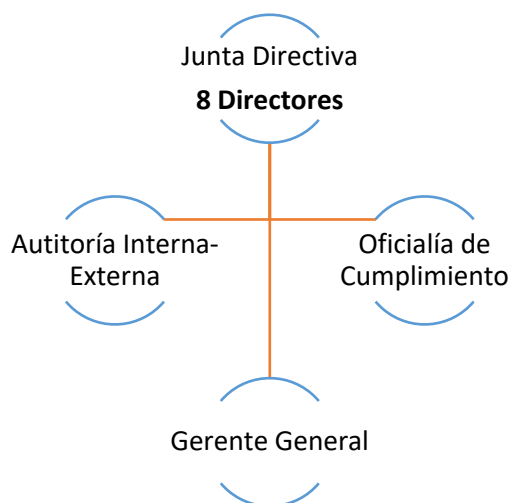 Junta Directiva
8 Directores
Autitoría Interna-
Externa
Oficialía de
Cumplimiento
Gerente General